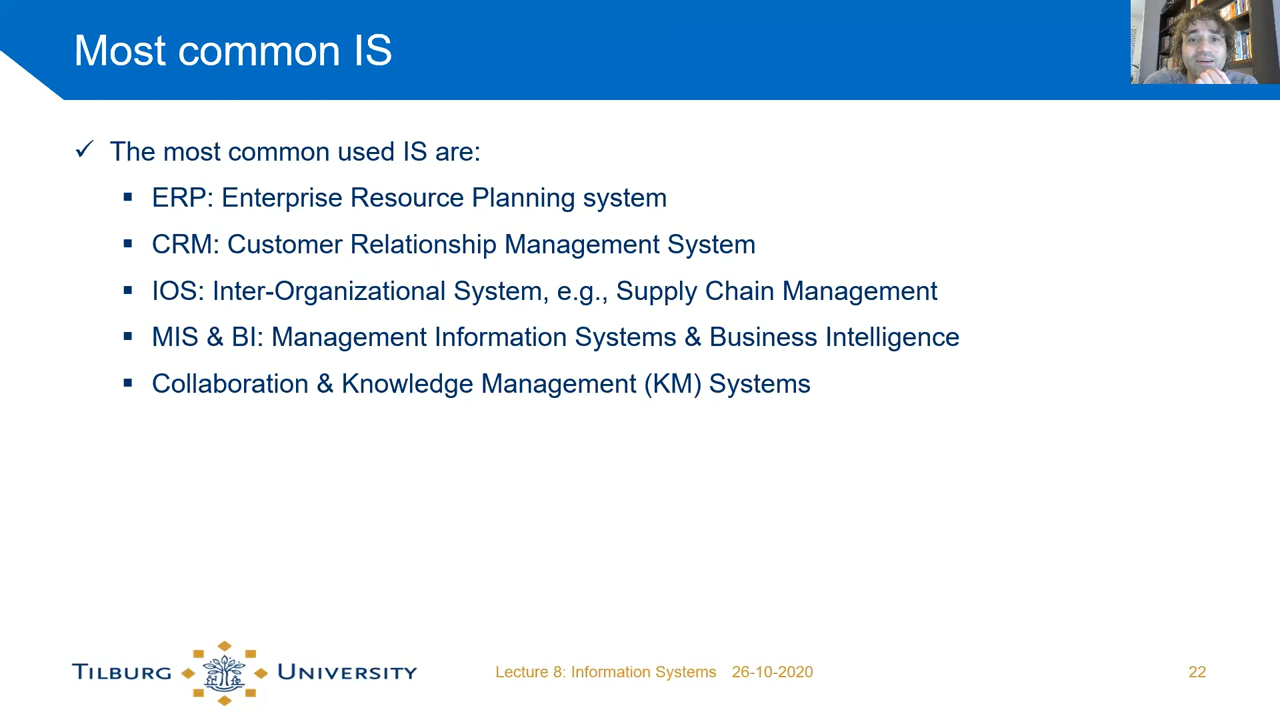 Most common IS
✓ The most common used IS are:
▪ ERP: Enterprise Resource Planning system
▪ CRM: Customer Relationship Management System
▪ IOS: Inter-Organizational System, e.g., Supply Chain Management
▪ MIS & BI: Management Information Systems & Business Intelligence
▪ Collaboration & Knowledge Management (KM) Systems
TILBURG UNIVERSITY
Lecture 8: Information Systems 26-10-2020
22